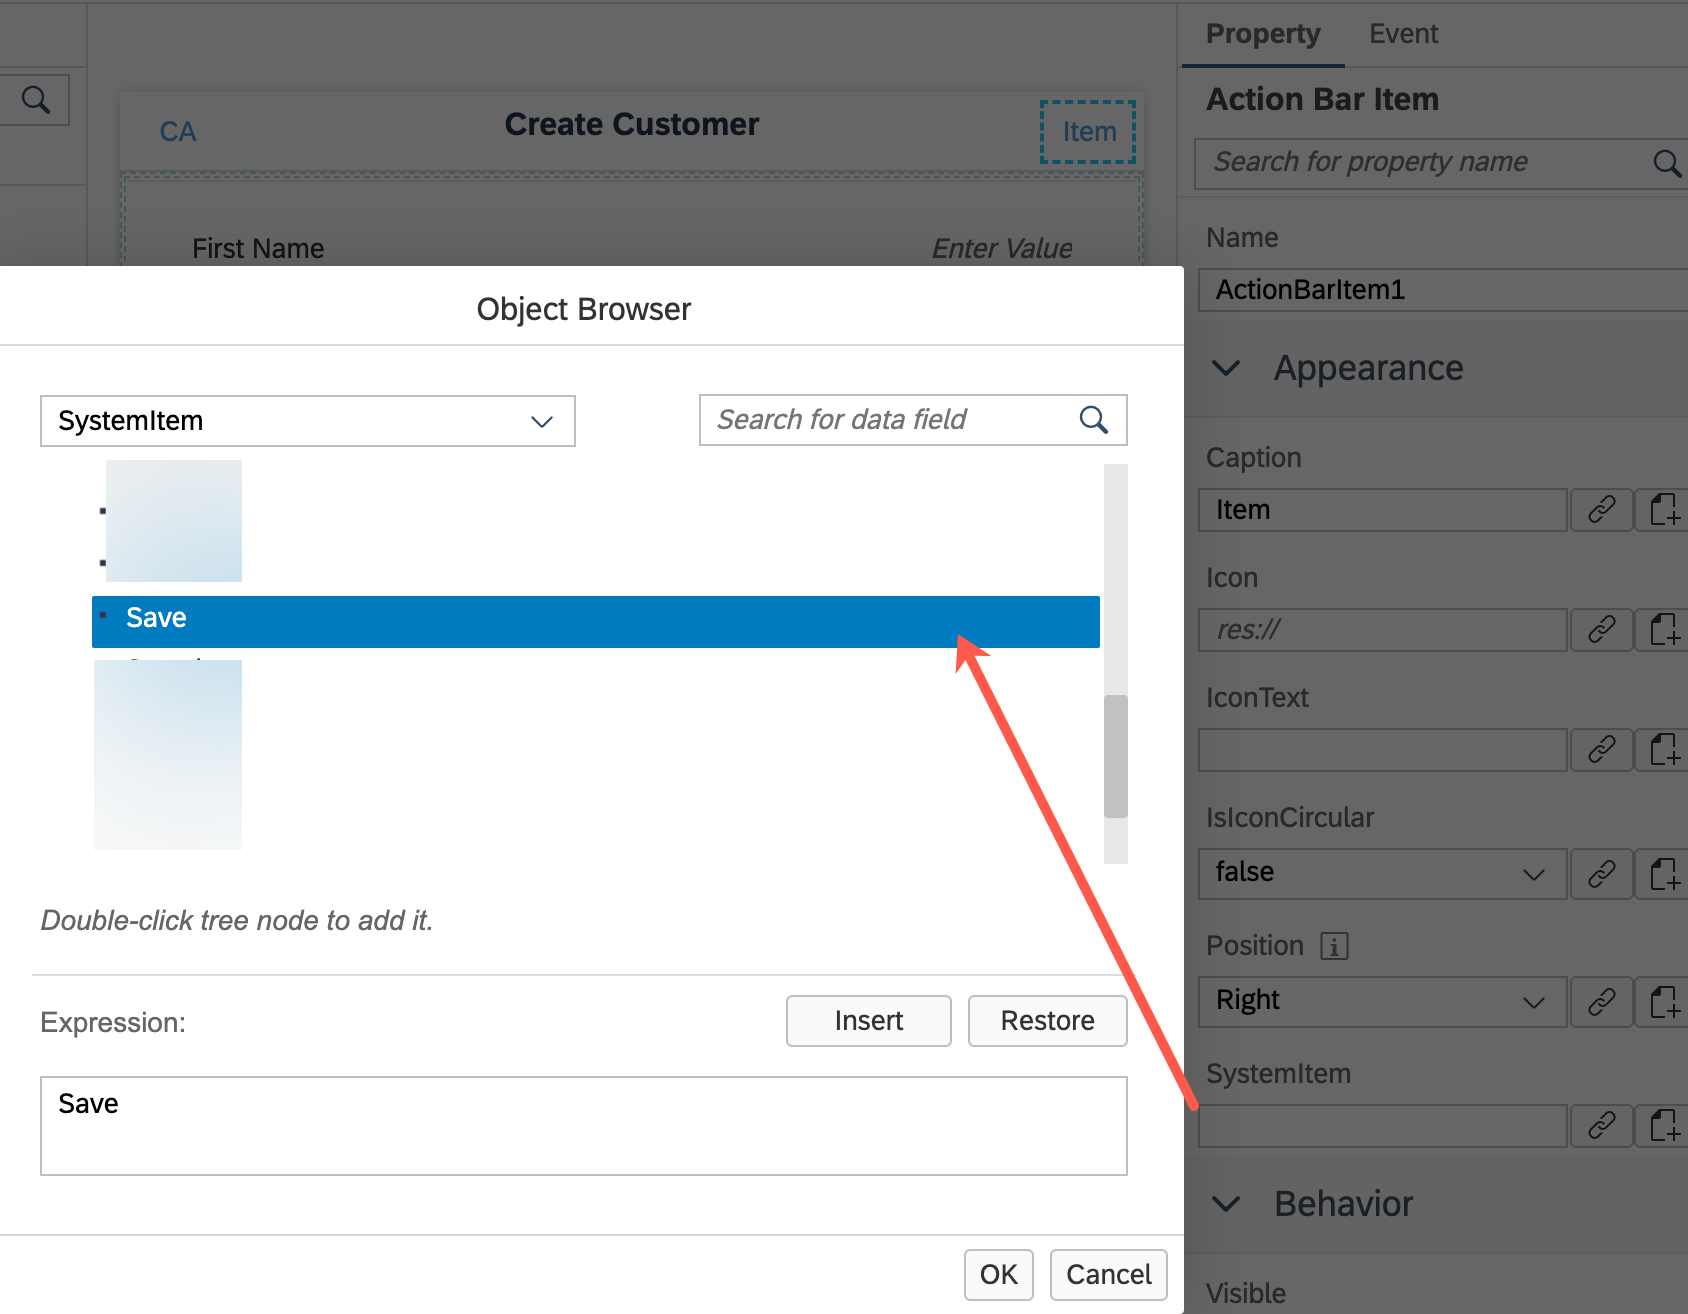 Property
Event
Action Bar Item
Search for property name
CA
Create Customer
Item
First Name
Enter Value
Name
ActionBarItem1
Appearance
Caption
Item
Icon
res://
IconText
IsIconCircular
false
Position
Right
SystemItem
Behavior
Visible
Object Browser
SystemItem
Search for data field
Save
Double-click tree node to add it.
Expression:
Insert
Restore
Save
OK
Cancel